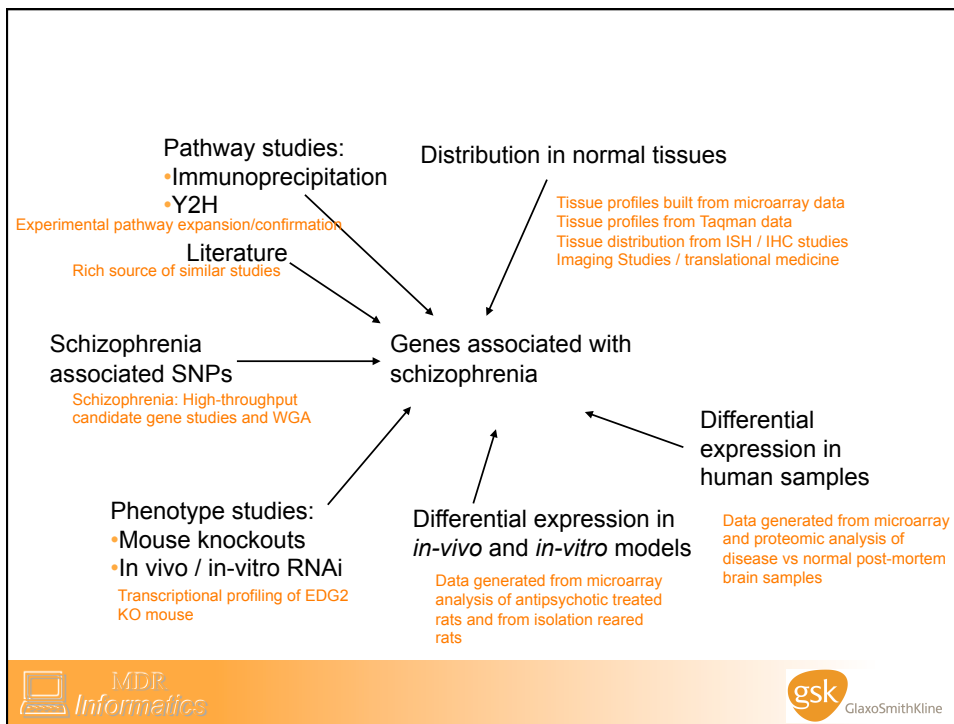 Pathway studies:
•Immunoprecipitation
•Y2H
Experimental pathway expansion/confirmation
Literature
Rich source of similar studies
Distribution in normal tissues
Tissue profiles built from microarray data
Tissue profiles from Taqman data
Tissue distribution from ISH / IHC studies
Imaging Studies / translational medicine
Schizophrenia
associated SNPs
Schizophrenia: High-throughput
candidate gene studies and WGA
Genes associated with
schizophrenia
Differential
expression in
human samples
Data generated from microarray
and proteomic analysis of
disease vs normal post-mortem
brain samples
Phenotype studies:
•Mouse knockouts
•In vivo / in-vitro RNAi
Transcriptional profiling of EDG2
KO mouse
Differential expression in
in-vivo and in-vitro models
Data generated from microarray
analysis of antipsychotic treated
rats and from isolation reared
rats
MDR
Informatics
gsk
GlaxoSmithKline